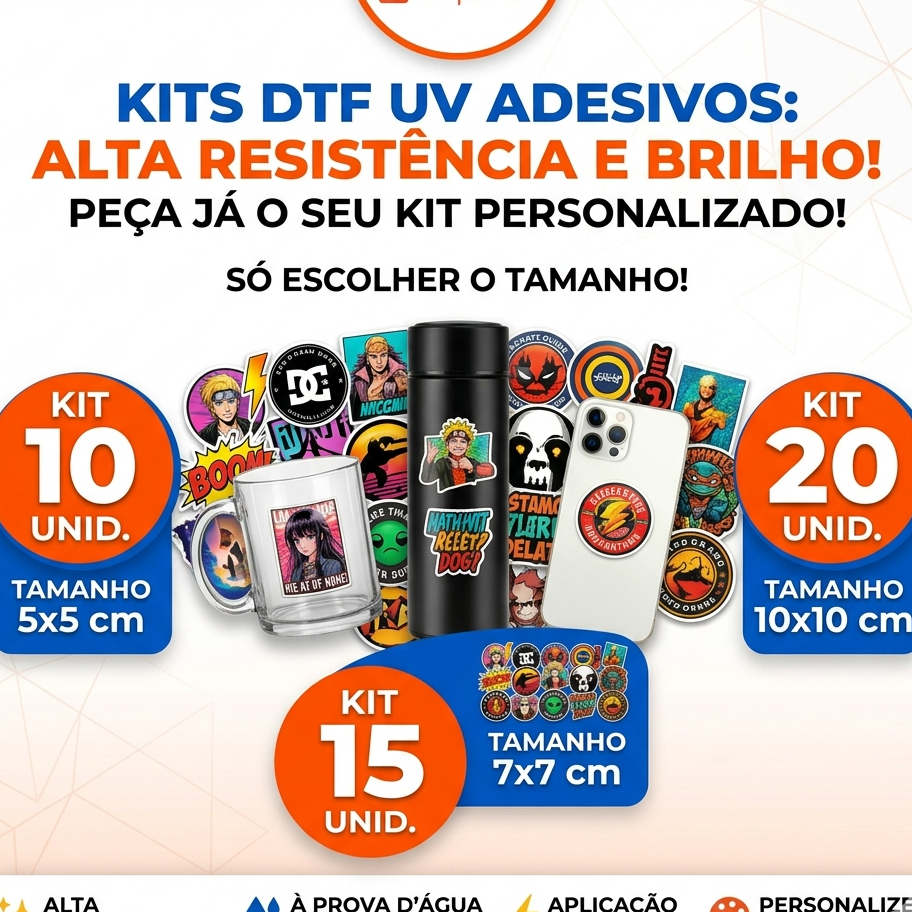 KITS DTF UV ADESIVOS:
ALTA RESISTÊNCIA E BRILHO!
PEÇA JÁ O SEU KIT PERSONALIZADO!
SÓ ESCOLHER O TAMANHO!
KIT
10
UNID.
TAMANHO
5x5 cm
KIT
20
UNID.
TAMANHO
10x10 cm
DC
BOOM!
KIT
15
UNID.
TAMANHO
7x7 cm
ALTA
À PROVA D'ÁGUA
APLICAÇÃO
PERSONALIZE